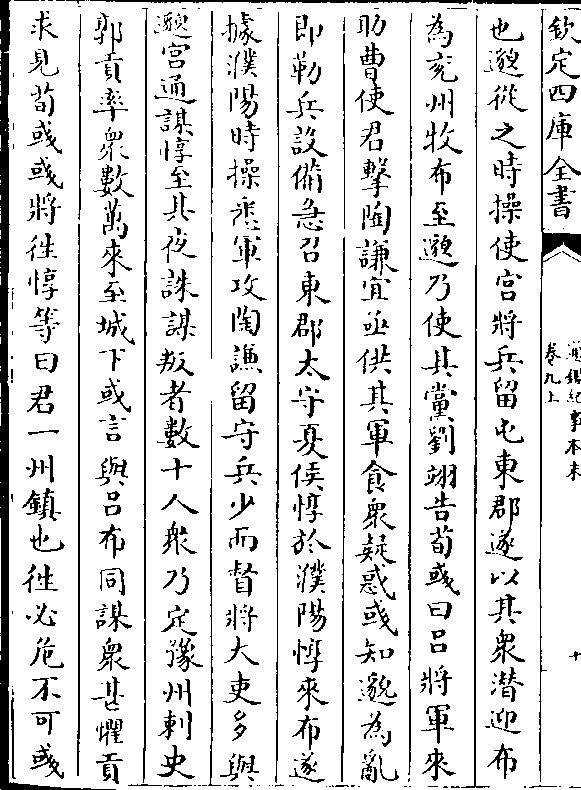 欽定四庫全書
通鑑紀事本末
卷九上
十
也邈從之時操使宮將兵留屯東郡遂以其衆潛迎布
為兖州牧布至邈乃使其黨劉翊告荀彧曰呂將軍來
助曹使君擊陶謙宜亟供其軍食衆疑惑彧知邈為亂
即勒兵設備急召東郡太守夏侯惇於濮陽惇來布遂
據濮陽時操悉軍攻陶謙留守兵少而督將大吏多與
邈宮通謀惇至其夜誅謀叛者數十人衆乃定豫州刺史
郭貢率衆數萬來至城下或言與呂布同謀衆甚懼貢
求見荀彧彧將徃惇等曰君一州鎮也徃必危不可彧